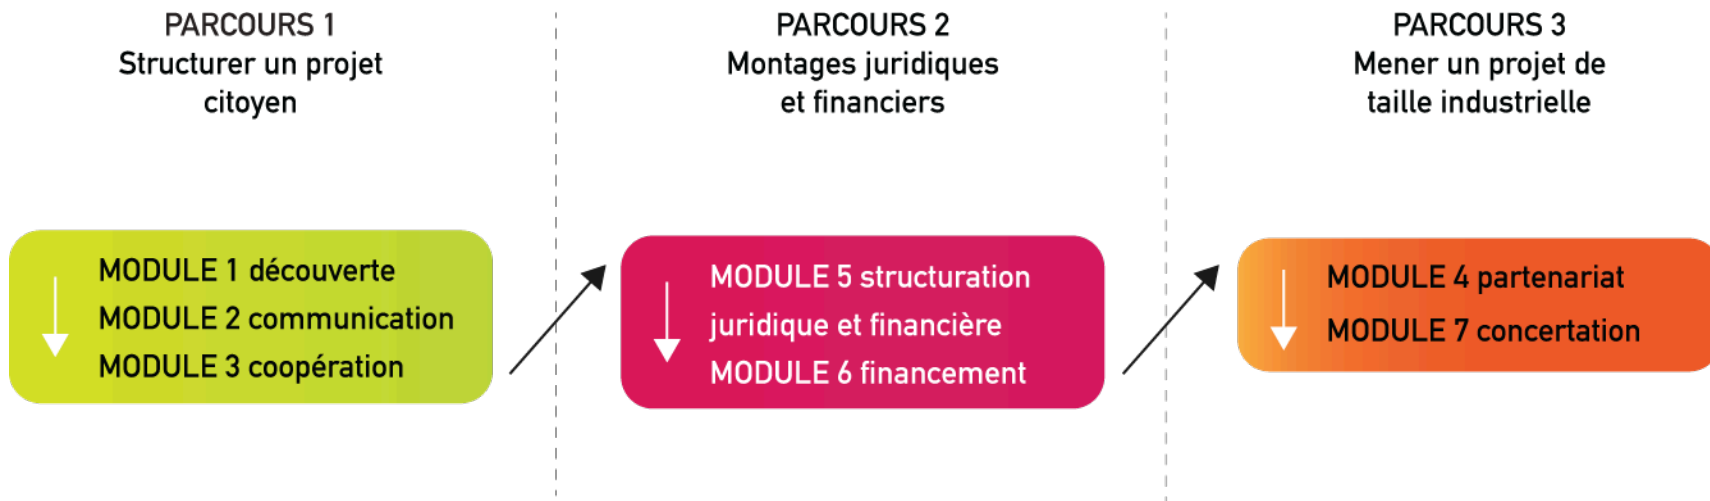 PARCOURS 1
Structurer un projet
citoyen
MODULE 1 découverte
MODULE 2 communication
MODULE 3 coopération
PARCOURS 2
Montages juridiques
et financiers
MODULE 5 structuration
juridique et financière
MODULE 6 financement
PARCOURS 3
Mener un projet de
taille industrielle
MODULE 4 partenariat
MODULE 7 concertation